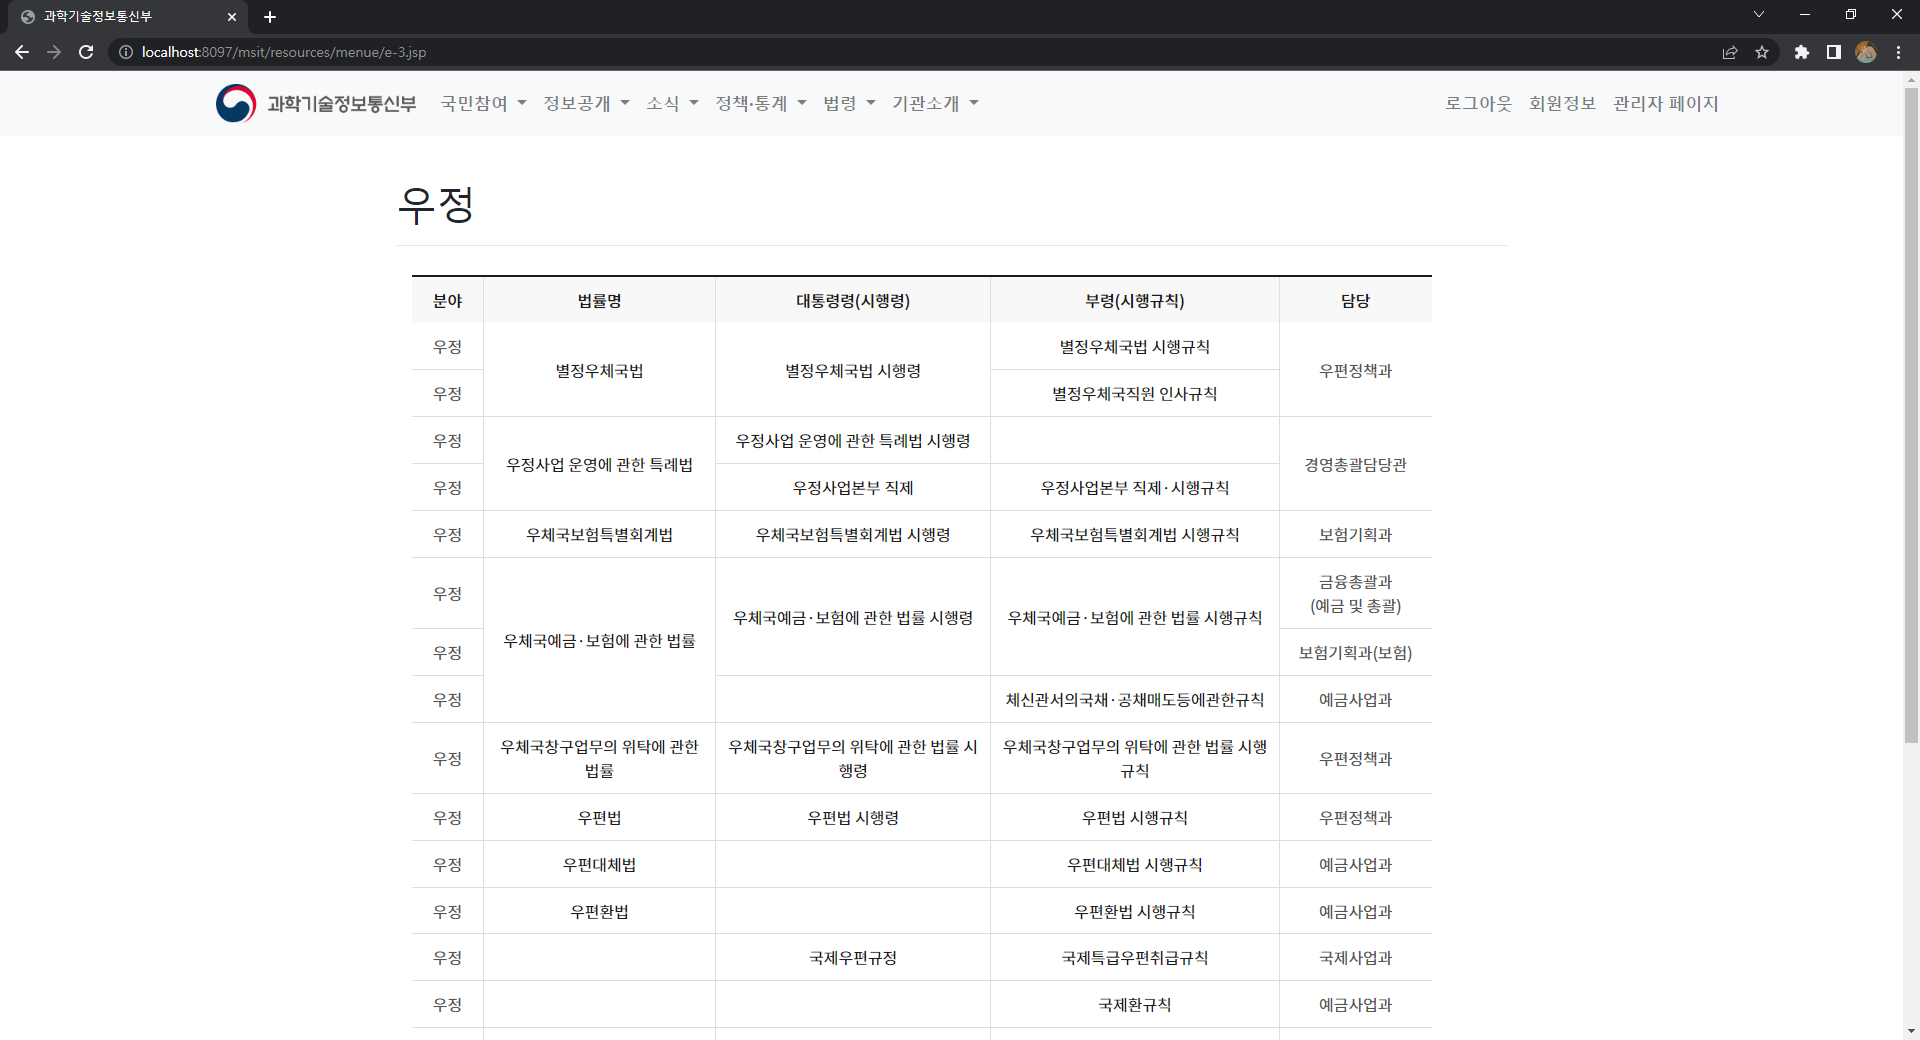 과학기술정보통신부
localhost:8097/msit/resources/menue/e-3.jsp
과학기술정보통신부 국민참여 정보공개 소식 정책·통계 법령 기관소개 로그아웃 회원정보 관리자 페이지
우정
분야 법률명 대통령령(시행령) 부령(시행규칙) 담당
우정 별정우체국법 별정우체국법 시행령 별정우체국법 시행규칙 우편정책과
우정 별정우체국직원 인사규칙
우정 우정사업 운영에 관한 특례법 우정사업 운영에 관한 특례법 시행령 경영총괄담당관
우정 우정사업본부 직제 우정사업본부 직제·시행규칙
우정 우체국보험특별회계법 우체국보험특별회계법 시행령 우체국보험특별회계법 시행규칙 보험기획과
우정 우체국예금·보험에 관한 법률 우체국예금·보험에 관한 법률 시행령 우체국예금·보험에 관한 법률 시행규칙 금융총괄과
(예금 및 총괄)
우정 보험기획과(보험)
우정 체신관서의국채·공채매도등에관한규칙 예금사업과
우정 우체국창구업무의 위탁에 관한 우체국창구업무의 위탁에 관한 법률 시 우체국창구업무의 위탁에 관한 법률 시행 우편정책과
법률 행령 규칙
우정 우편법 우편법 시행령 우편법 시행규칙 우편정책과
우정 우편대체법 우편대체법 시행규칙 예금사업과
우정 우편환법 우편환법 시행규칙 예금사업과
우정 국제우편규정 국제특급우편취급규칙 국제사업과
우정 국제환규칙 예금사업과